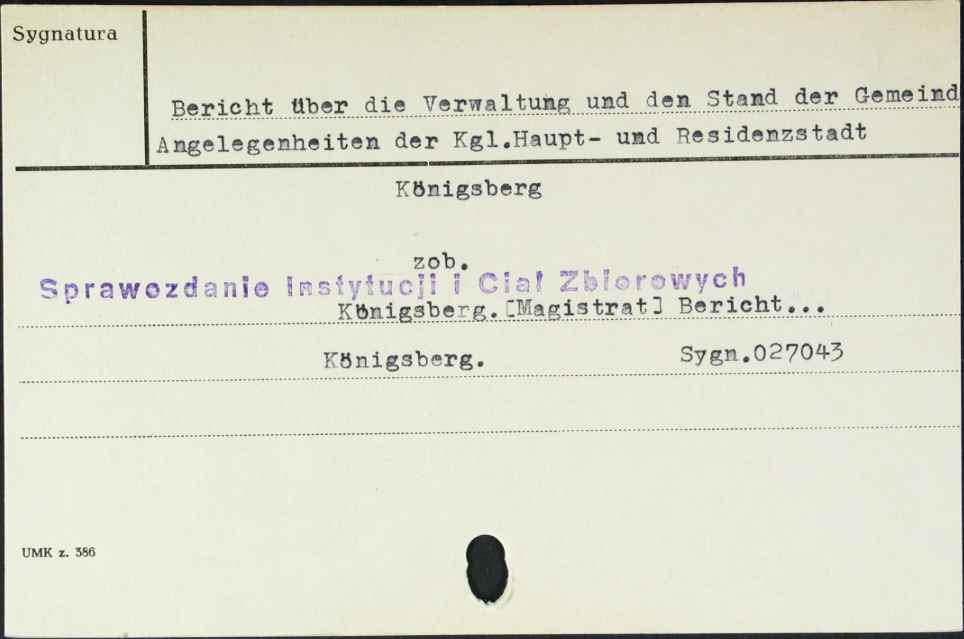 Sygnatura
Bericht über die Verwaltung und den Stand der Gemeind
Angelegenheiten der Kgl.Haupt- und Residenzstadt
Königsberg
zob.
Sprawozdanie Instytucji i Ciał Zbiorowych
Königsberg.[Magistrat] Bericht...
Königsberg. Sygn.027043
UMK z. 386